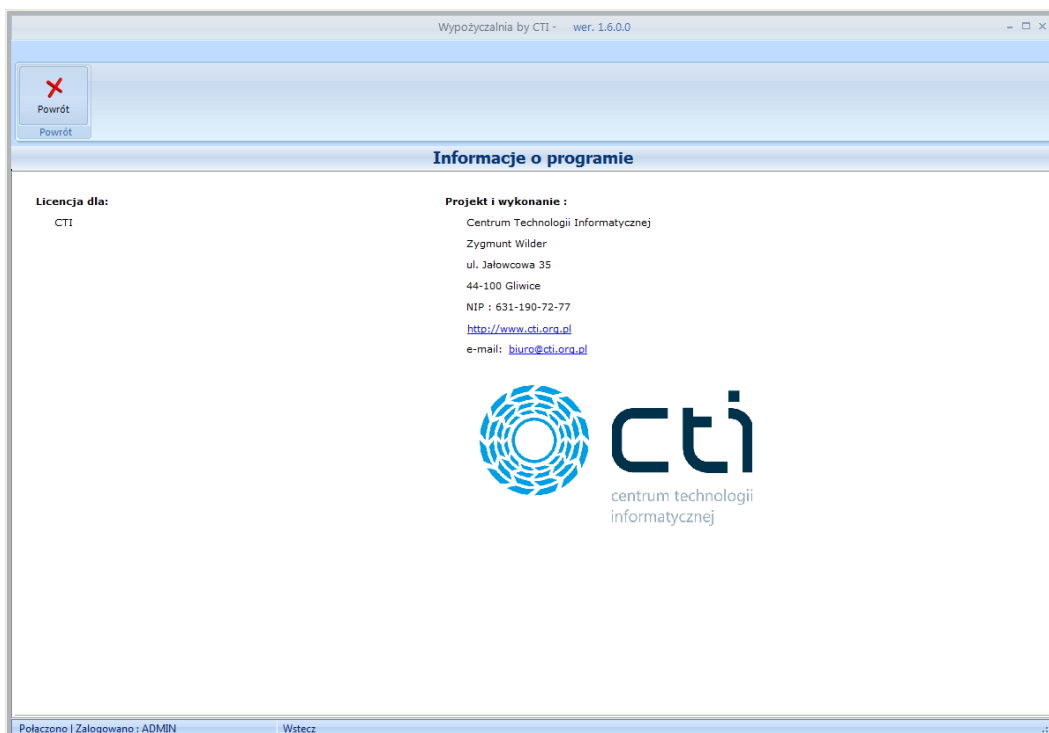 Wypożyczalnia by CTI - wer. 1.6.0.0
Powrót
Powrót
Informacje o programie
Licencja dla:
CTI
Projekt i wykonanie :
Centrum Technologii Informatycznej
Zygmunt Wilder
ul. Jałowcowa 35
44-100 Gliwice
NIP : 631-190-72-77
http://www.cti.org.pl
e-mail: biuro@cti.org.pl
cti
centrum technologii
informatycznej
Połączono | Zalogowano : ADMIN Wstecz